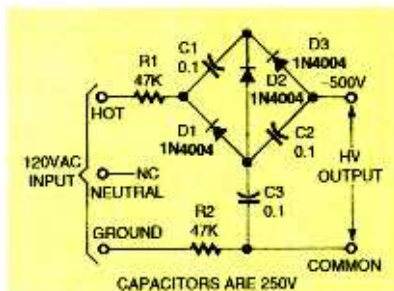 C1
0.1
D3
1N4004
-500V
R1
47K
HOT
D2
1N4004
D1
1N4004
C2
0.1
120VAC
INPUT
NC
NEUTRAL
HV
OUTPUT
C3
0.1
R2
47K
GROUND
COMMON
CAPACITORS ARE 250V